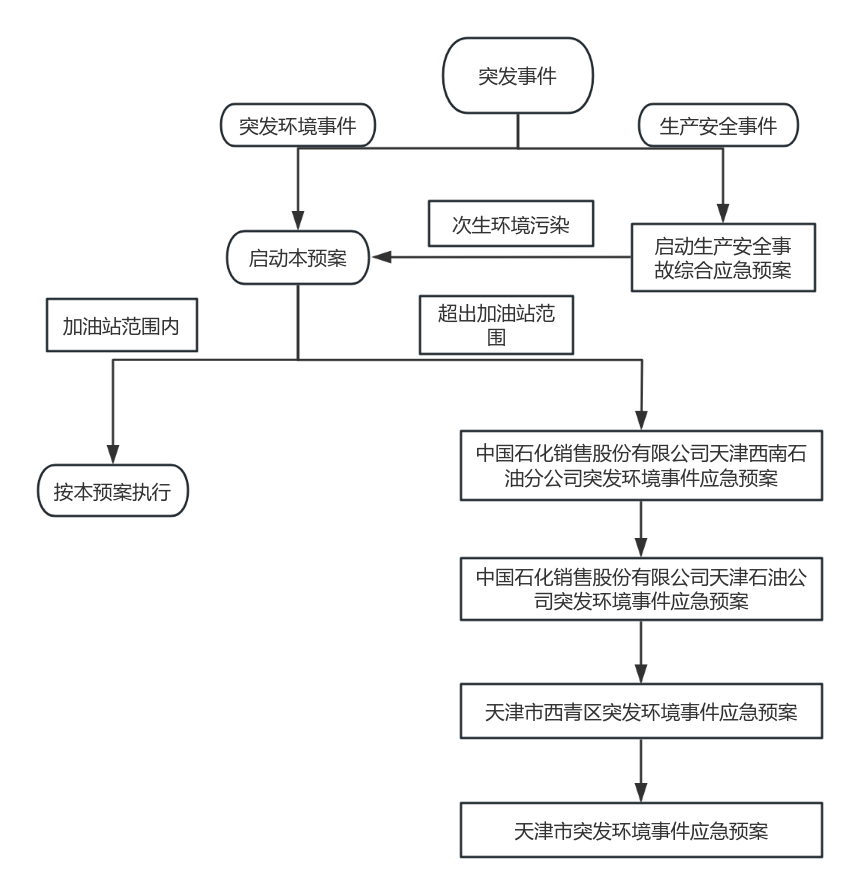 突发事件
突发环境事件
生产安全事件
次生环境污染
启动生产安全事
故综合应急预案
启动本预案
加油站范围内
超出加油站范
围
中国石化销售股份有限公司天津西南石
油分公司突发环境事件应急预案
按本预案执行
中国石化销售股份有限公司天津石油公
司突发环境事件应急预案
天津市西青区突发环境事件应急预案
天津市突发环境事件应急预案